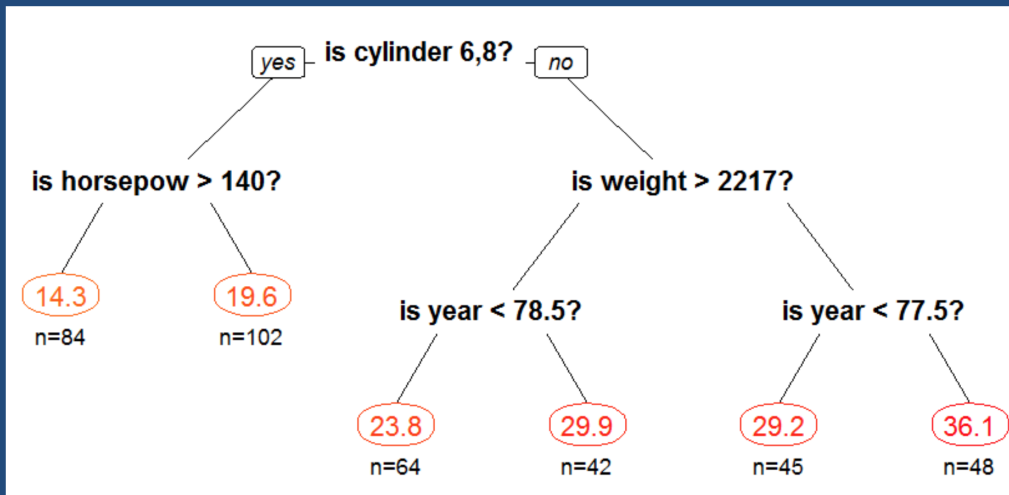 is cylinder 6,8?
yes
no
is horsepow > 140?
is weight > 2217?
14.3
19.6
n=84
n=102
is year < 78.5?
is year < 77.5?
23.8
29.9
29.2
36.1
n=64
n=42
n=45
n=48